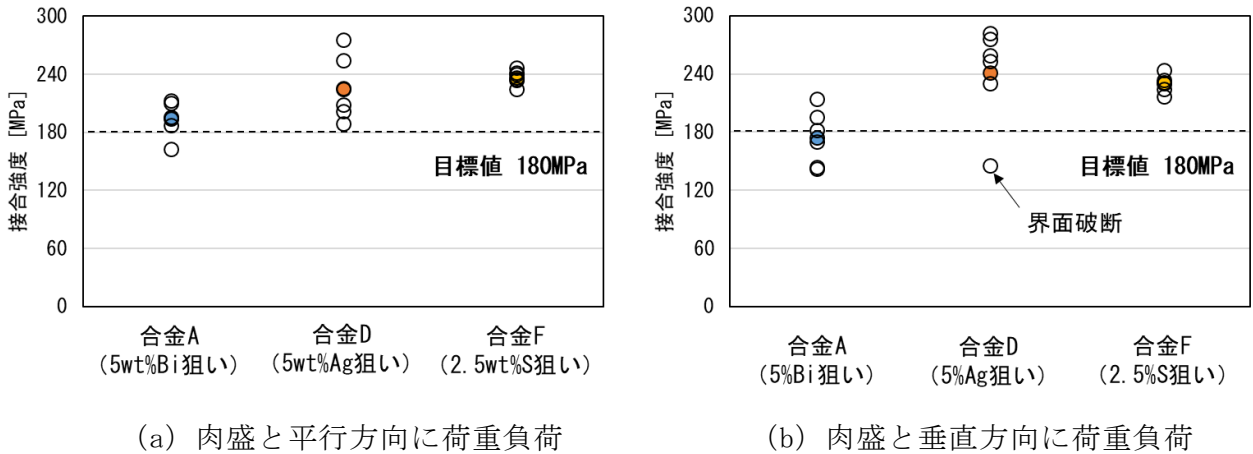 接合強度 [MPa]
300
240
180
120
60
0
目標値 180MPa
合金A
(5wt%Bi狙い)
合金D
(5wt%Ag狙い)
合金F
(2.5wt%S狙い)
(a) 肉盛と平行方向に荷重負荷
接合強度 [MPa]
300
240
180
120
60
0
目標値 180MPa
界面破断
合金A
(5%Bi狙い)
合金D
(5%Ag狙い)
合金F
(2.5%S狙い)
(b) 肉盛と垂直方向に荷重負荷